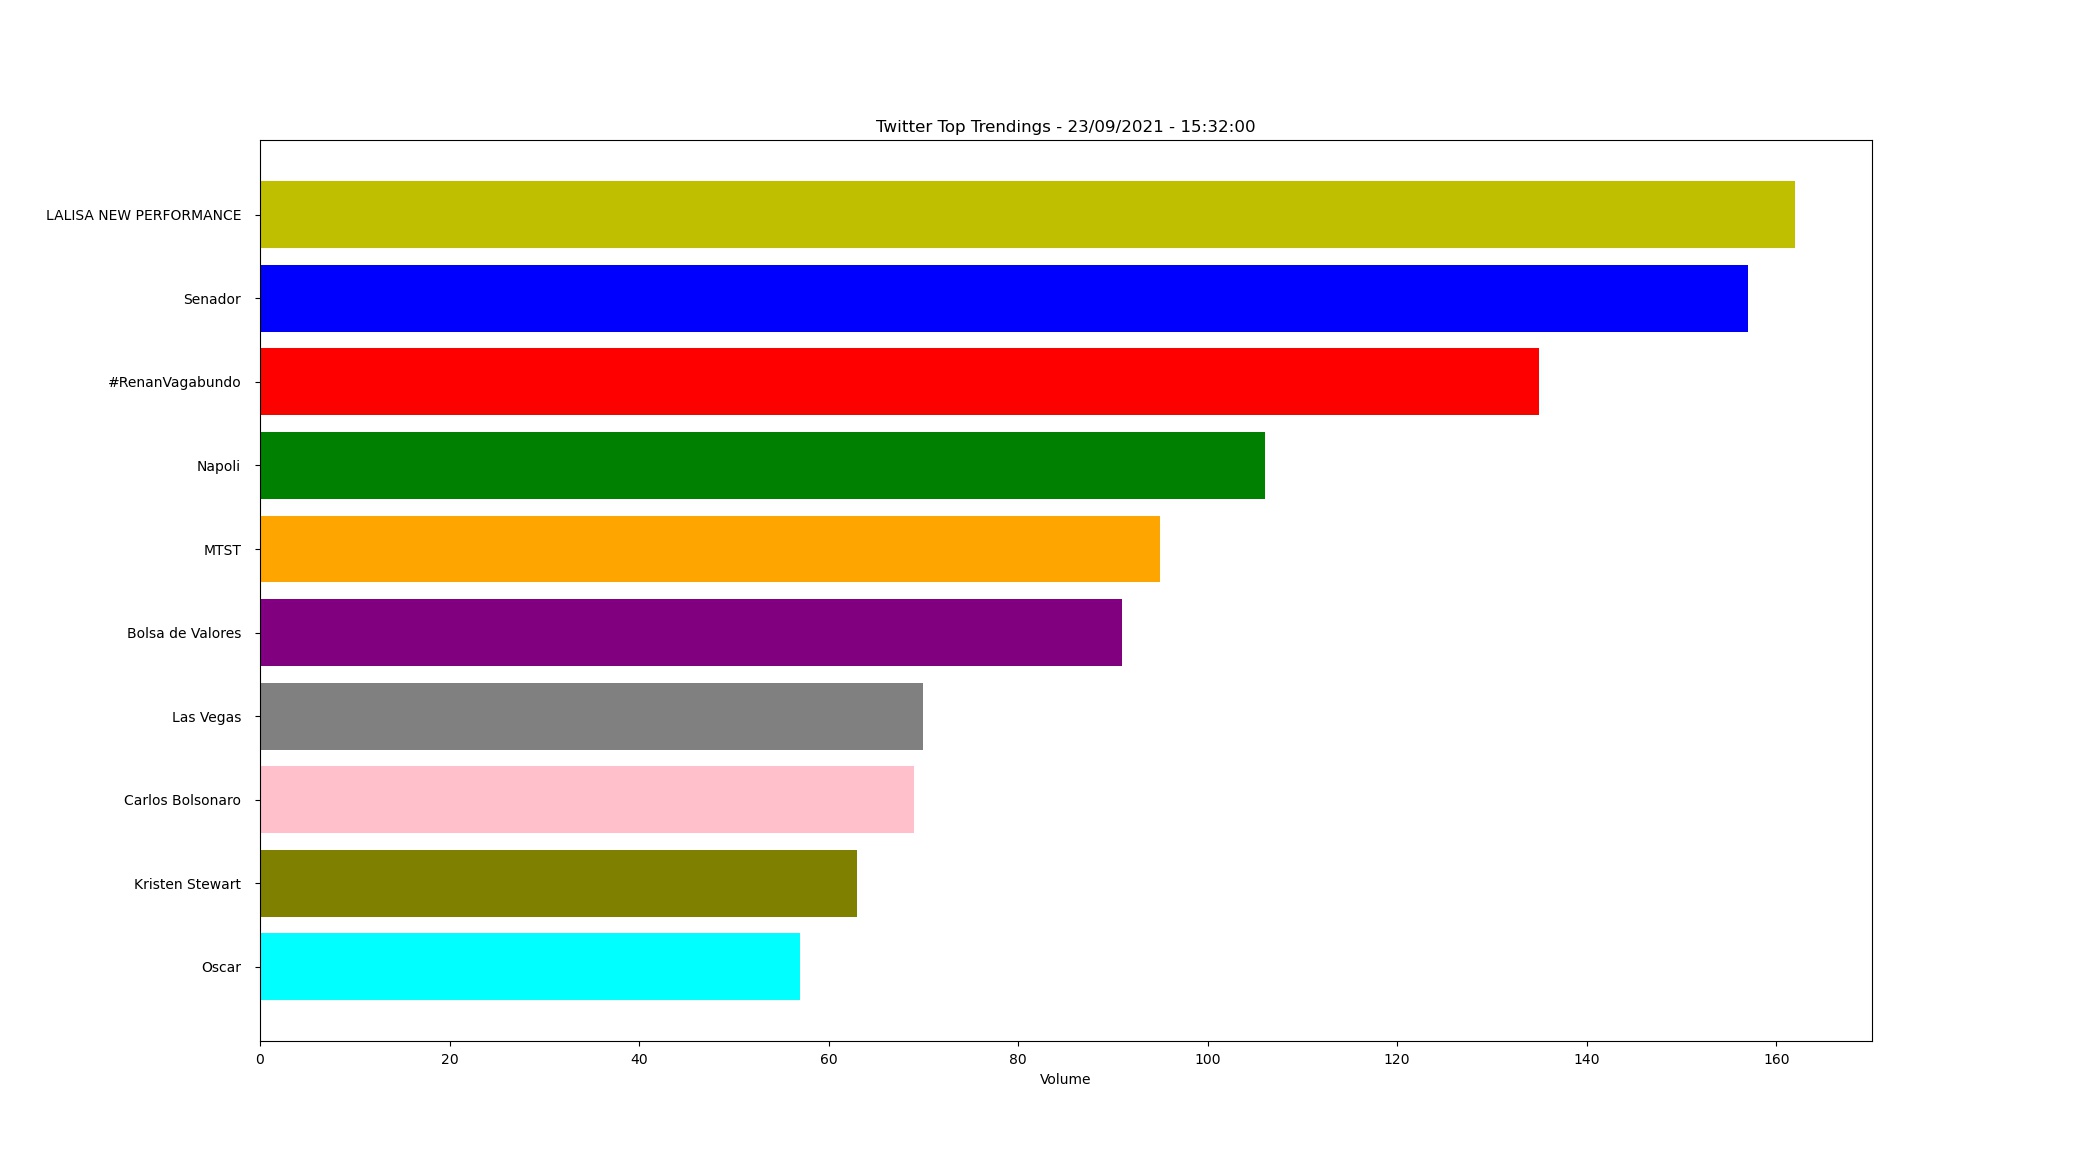 Twitter Top Trendings - 23/09/2021 - 15:32:00
LALISA NEW PERFORMANCE
Senador
#RenanVagabundo
Napoli
MTST
Bolsa de Valores
Las Vegas
Carlos Bolsonaro
Kristen Stewart
Oscar
0 20 40 60 80 100 120 140 160
Volume